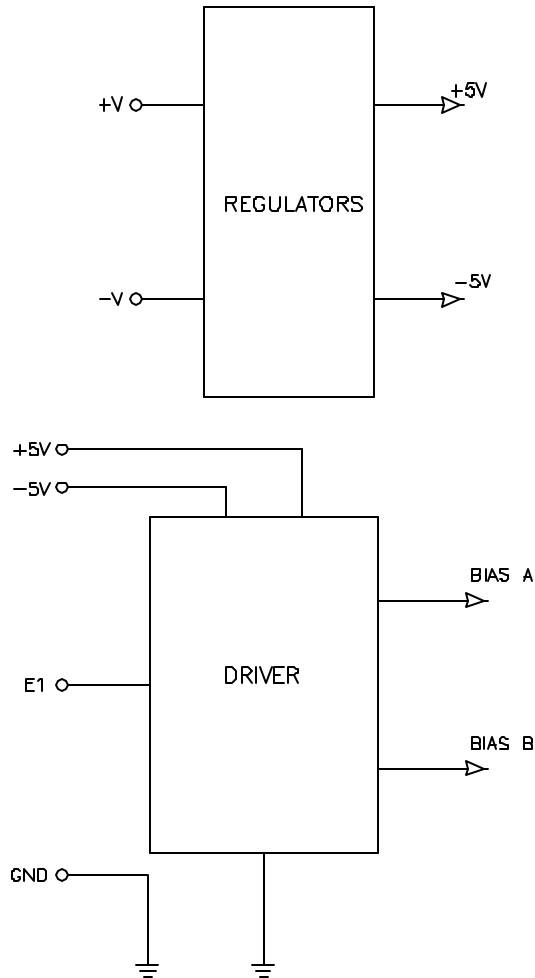 +5V
+V
REGULATORS
-5V
-V
+5V
-5V
BIAS A
DRIVER
E1
BIAS B
GND